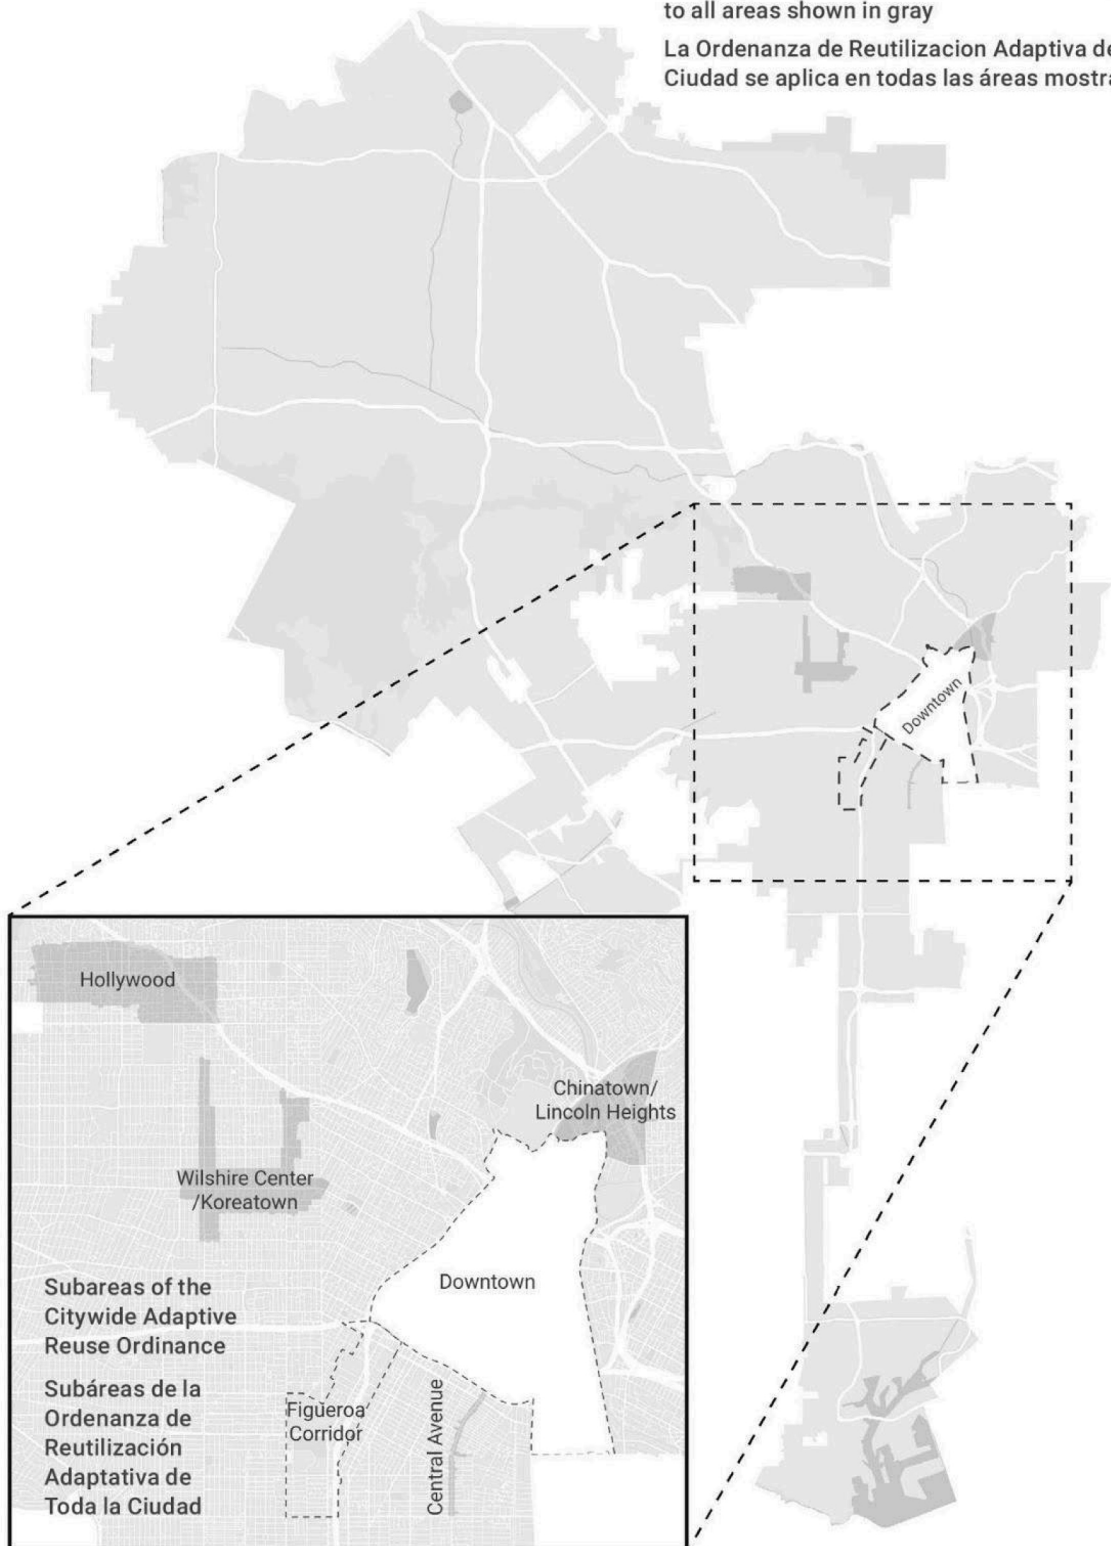 to all areas shown in gray
La Ordenanza de Reutilizacion Adaptiva de
Ciudad se aplica en todas las áreas
Downtown
Hollywood
Chinatown/
Lincoln Heights
Wilshire Center
/Koreatown
Downtown
Subareas of the
Citywide Adaptive
Reuse Ordinance
Subáreas de la
Ordenanza de
Reutilización
Adaptativa de
Toda la Ciudad
Figueroa
Corridor
Central Avenue